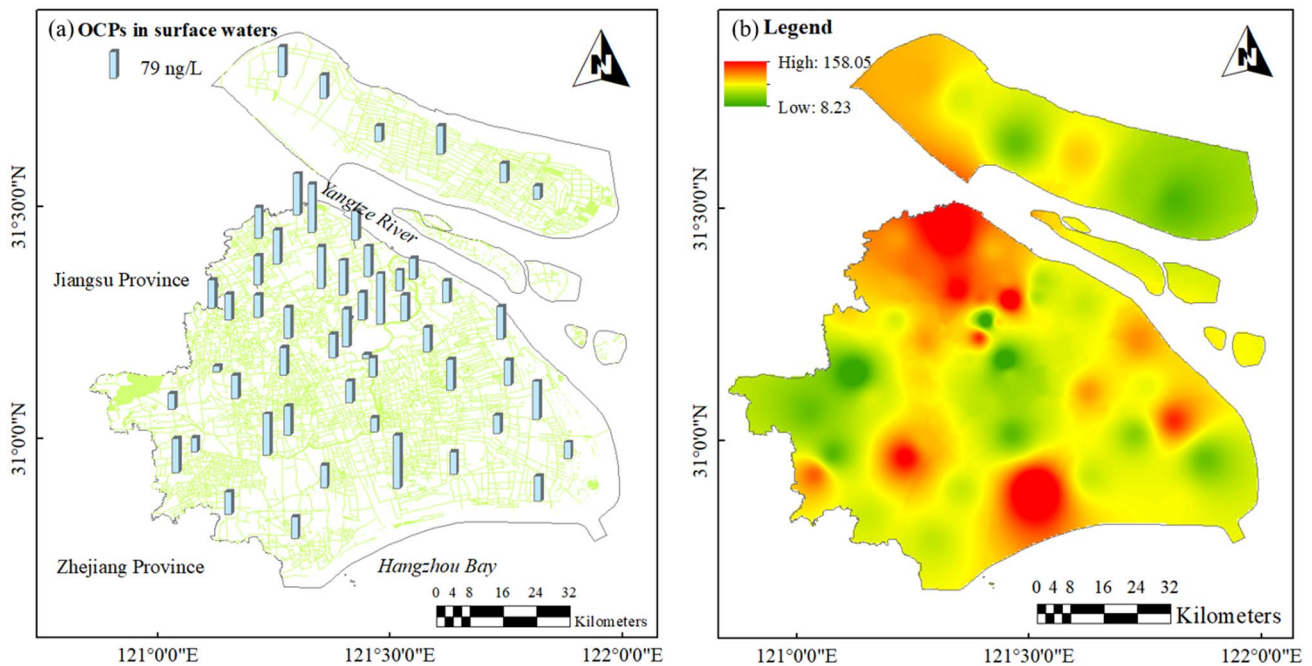 (a) OCPs in surface waters
79 ng/L
N
31°30'0"N
31°0'0"N
Yangtze River
Jiangsu Province
Zhejiang Province
Hangzhou Bay
0 4 8 16 24 32
Kilometers
121°0'0"E 121°30'0"E 122°0'0"E
(b) Legend
High: 158.05
Low: 8.23
N
31°30'0"N
31°0'0"N
0 4 8 16 24 32
Kilometers
121°0'0"E 121°30'0"E 122°0'0"E